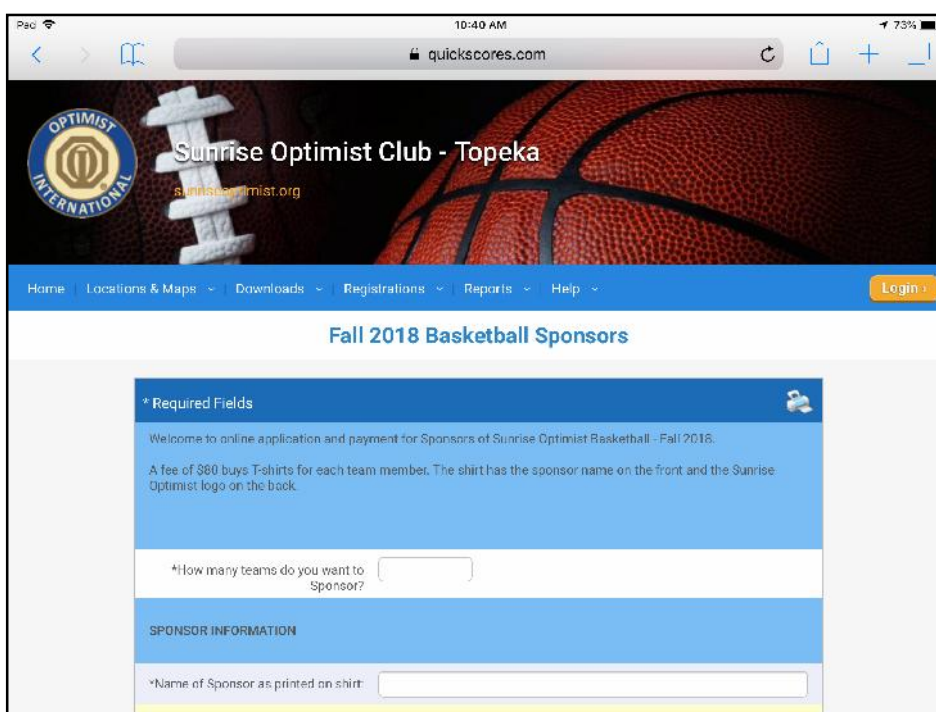 Pad
10:40 AM
73%
quickscores.com
OPTIMIST
INTERNATIONAL
Sunrise Optimist Club - Topeka
sunriseoptimist.org
Home Locations & Maps Downloads Registrations Reports Help Login ›
Fall 2018 Basketball Sponsors
* Required Fields
Welcome to online application and payment for Sponsors of Sunrise Optimist Basketball - Fall 2018.
A fee of $80 buys T-shirts for each team member. The shirt has the sponsor name on the front and the Sunrise
Optimist logo on the back.
*How many teams do you want to
Sponsor?
SPONSOR INFORMATION
*Name of Sponsor as printed on shirt: